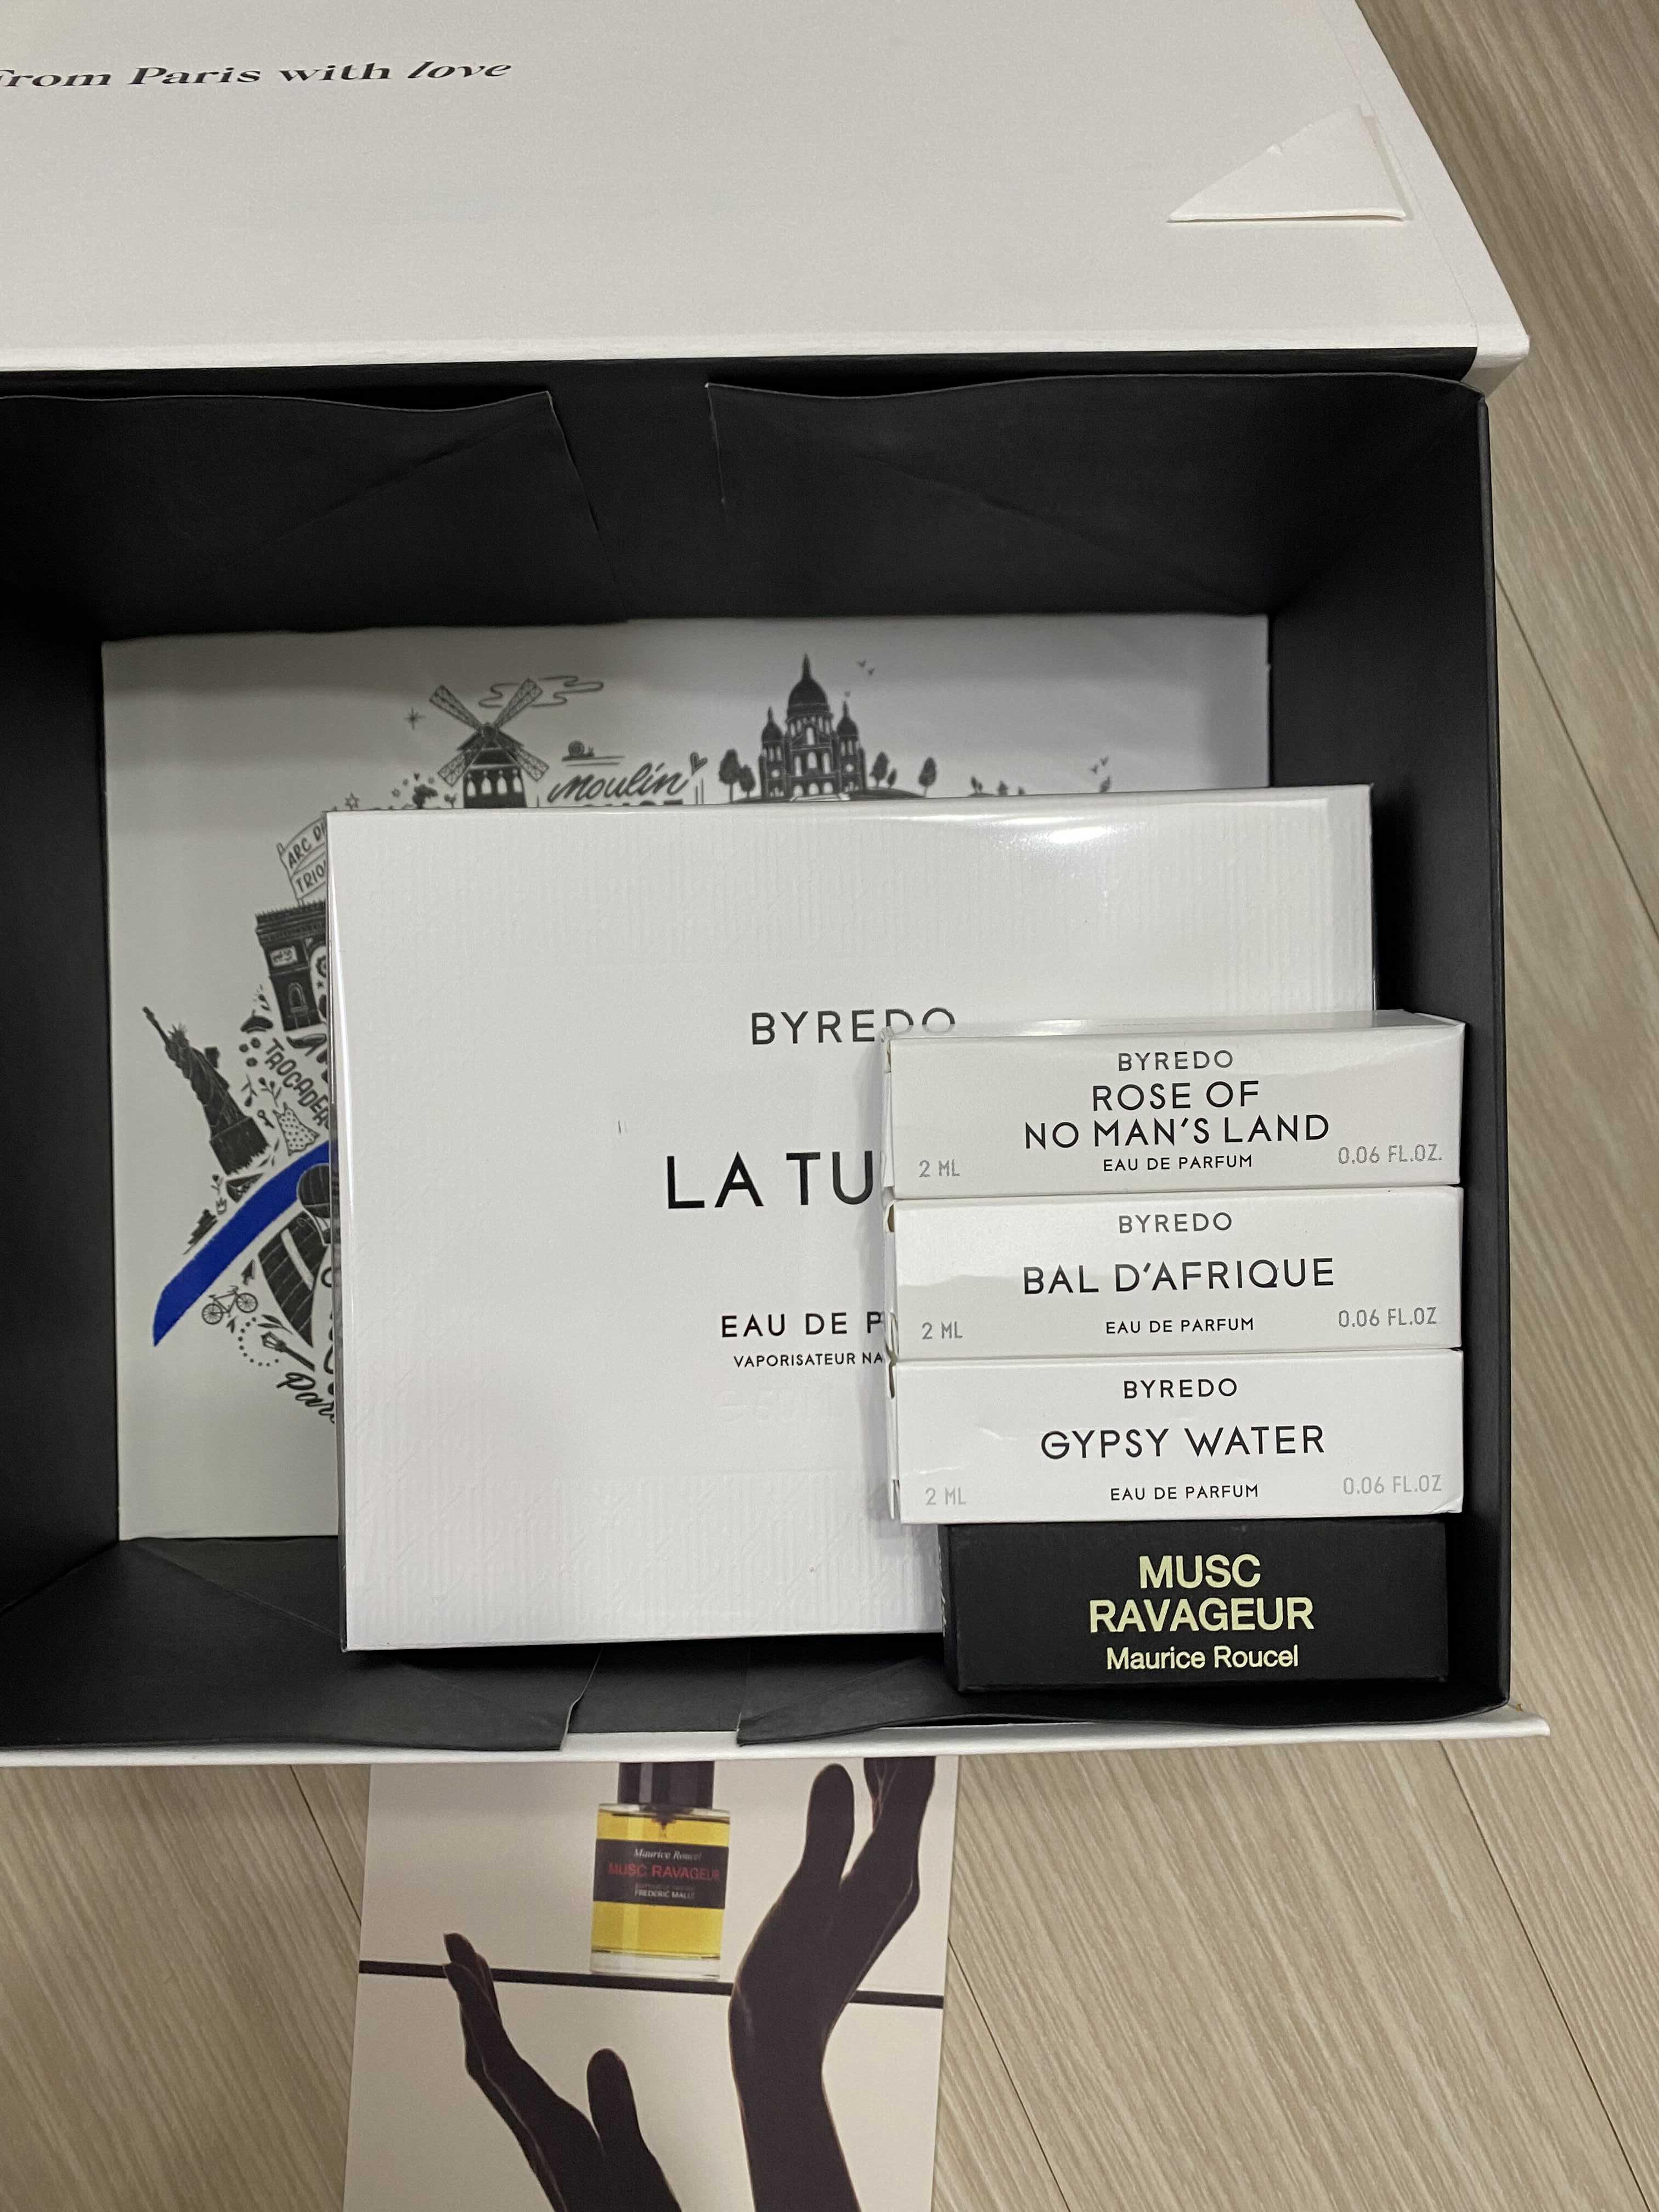 From Paris with love
moulin
ARC
TROCADER
BYREDO
LA TU
EAU DE P
VAPORISATEUR NA
BYREDO
ROSE OF
NO MAN'S LAND
2 ML EAU DE PARFUM 0.06 FL.OZ.
BYREDO
BAL D'AFRIQUE
2 ML EAU DE PARFUM 0.06 FL.OZ
BYREDO
GYPSY WATER
2 ML EAU DE PARFUM 0.06 FL.OZ
MUSC
RAVAGEUR
Maurice Roucel
Maurice Roucel
MUSC RAVAGEUR
FREDERIC MALLE